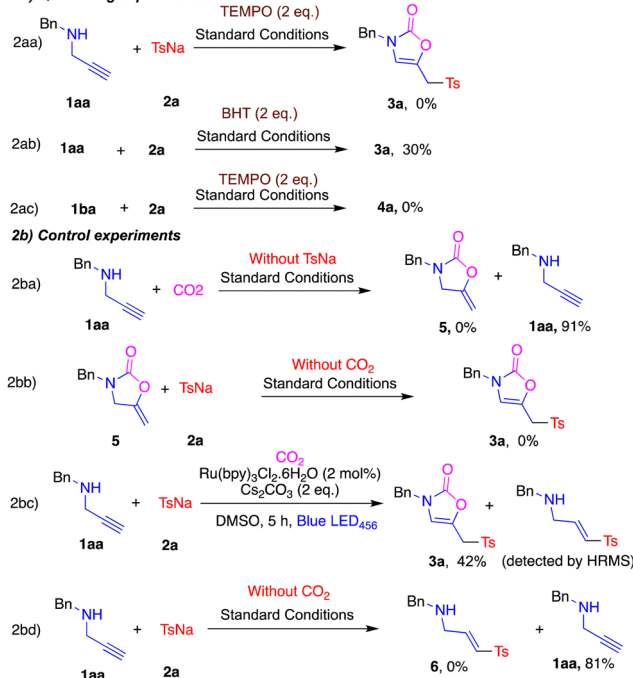 TEMPO (2 eq.)
2aa) Bn NH + TsNa Standard Conditions Bn N O O Ts
1aa 2a 3a, 0%
BHT (2 eq.)
2ab) 1aa + 2a Standard Conditions 3a, 30%
TEMPO (2 eq.)
2ac) 1ba + 2a Standard Conditions 4a, 0%
2b) Control experiments
Without TsNa
2ba) Bn NH + CO2 Standard Conditions Bn N O O + Bn NH
1aa 5, 0% 1aa, 91%
Without CO2
2bb) Bn N O O + TsNa Standard Conditions Bn N O O Ts
5 2a 3a, 0%
CO2
Ru(bpy)3Cl2.6H2O (2 mol%)
Cs2CO3 (2 eq.)
2bc) Bn NH + TsNa DMSO, 5 h, Blue LED456 Bn N O O Ts + Bn NH Ts
1aa 2a 3a, 42% (detected by HRMS)
Without CO2
2bd) Bn NH + TsNa Standard Conditions Bn NH Ts + Bn NH
1aa 2a 6, 0% 1aa, 81%